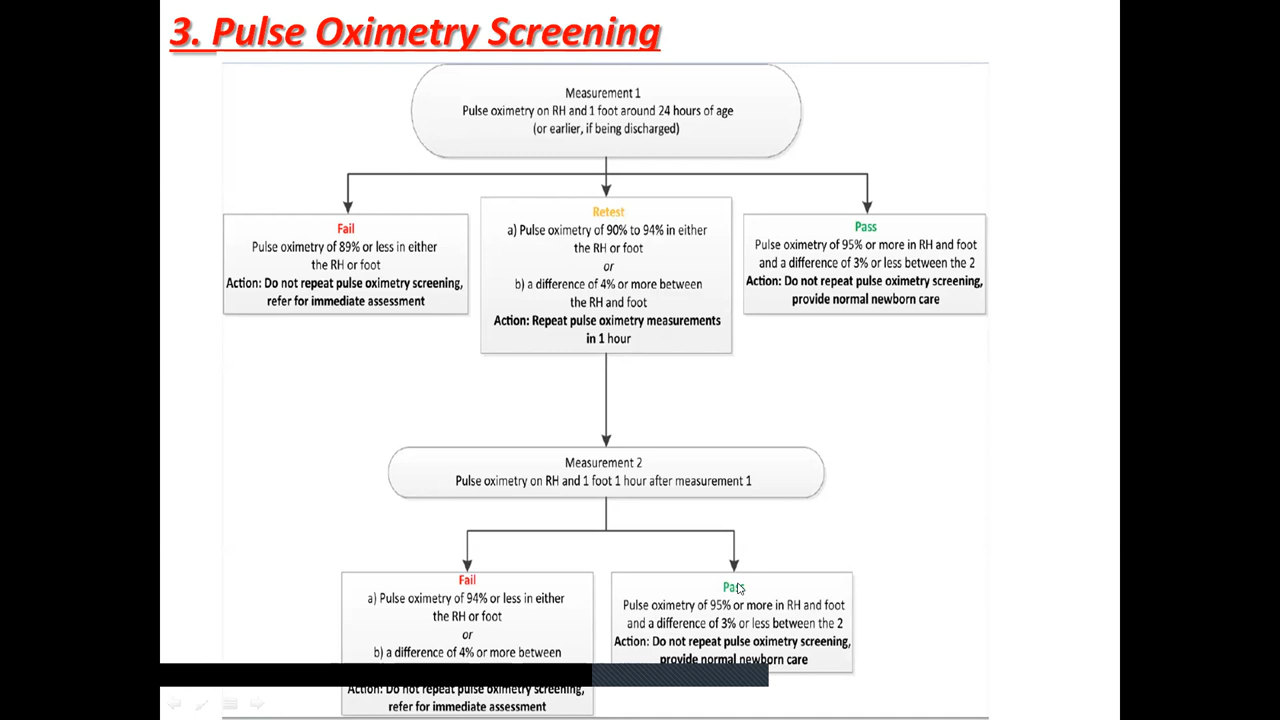 3. Pulse Oximetry Screening
Measurement 1
Pulse oximetry on RH and 1 foot around 24 hours of age
(or earlier, if being discharged)
Fail
Pulse oximetry of 89% or less in either
the RH or foot
Action: Do not repeat pulse oximetry screening,
refer for immediate assessment
Retest
a) Pulse oximetry of 90% to 94% in either
the RH or foot
or
b) a difference of 4% or more between
the RH and foot
Action: Repeat pulse oximetry measurements
in 1 hour
Pass
Pulse oximetry of 95% or more in RH and foot
and a difference of 3% or less between the 2
Action: Do not repeat pulse oximetry screening,
provide normal newborn care
Measurement 2
Pulse oximetry on RH and 1 foot 1 hour after measurement 1
Fail
a) Pulse oximetry of 94% or less in either
the RH or foot
or
b) a difference of 4% or more between
Action: Do not repeat pulse oximetry screening,
refer for immediate assessment
Pass
Pulse oximetry of 95% or more in RH and foot
and a difference of 3% or less between the 2
Action: Do not repeat pulse oximetry screening,
provide normal newborn care